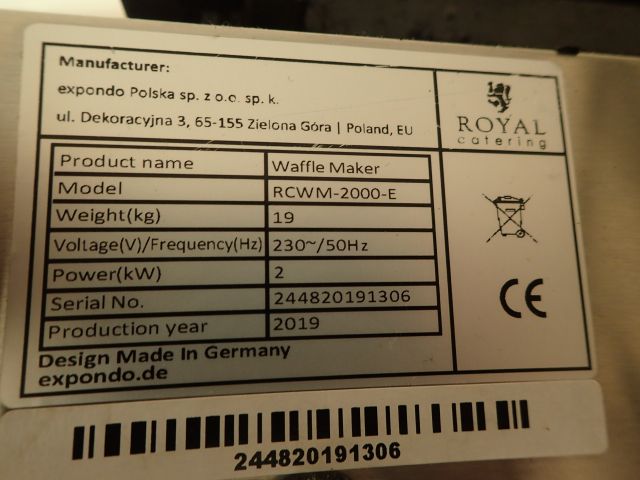 Manufacturer:
expondo Polska sp. z o.o. sp. k.
ul. Dekoracyjna 3, 65-155 Zielona Góra | Poland, EU
ROYAL
catering
Product name Waffle Maker
Model RCWM-2000-E
Weight(kg) 19
Voltage(V)/Frequency(Hz) 230~/50Hz
Power(kW) 2
Serial No. 244820191306
Production year 2019
CE
Design Made In Germany
expondo.de
244820191306